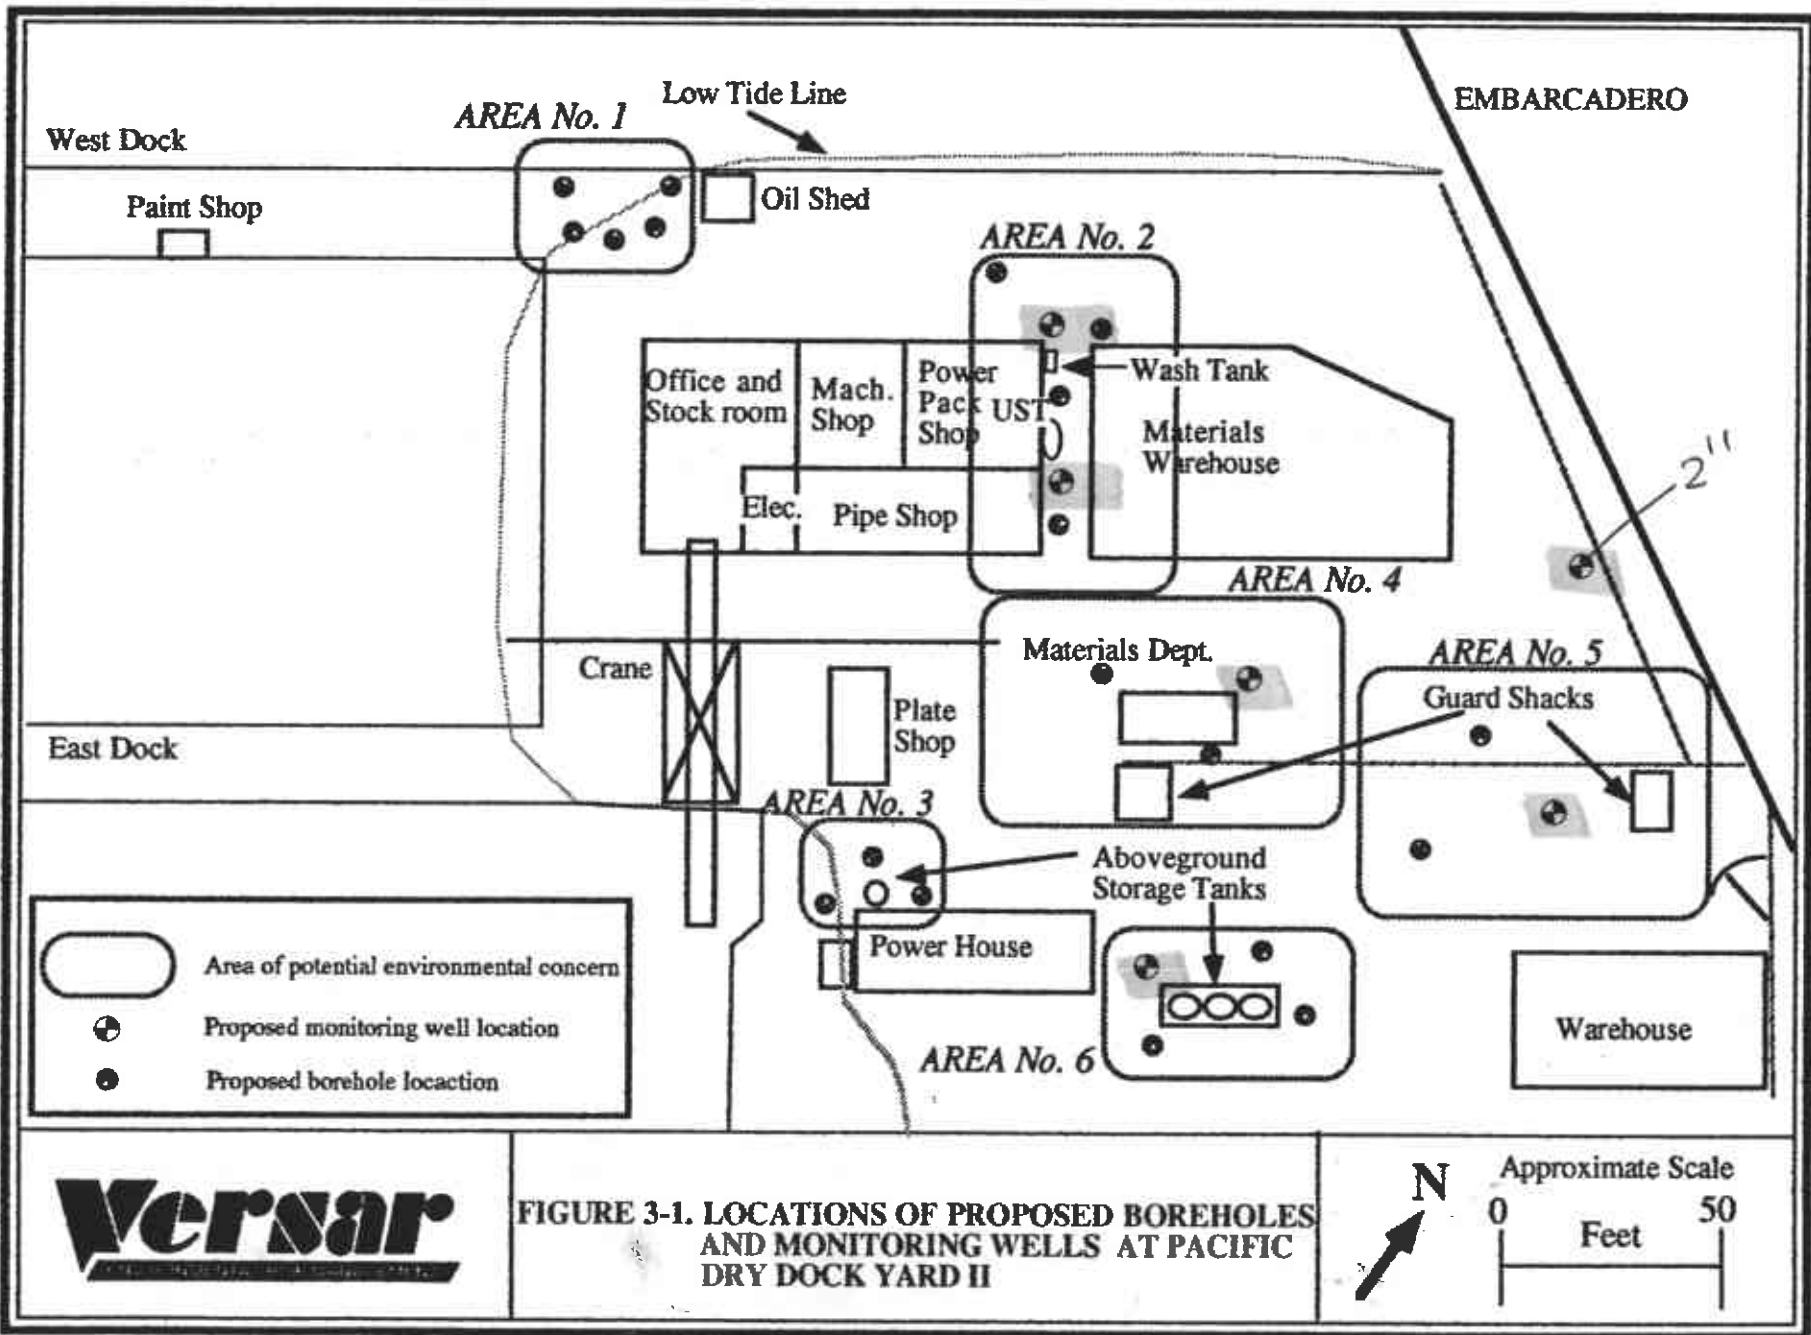 Low Tide Line
EMBARCADERO
AREA No. 1
West Dock
Paint Shop
Oil Shed
AREA No. 2
Office and
Stock room
Mach.
Shop
Power
Pack
Shop
UST
Wash Tank
Materials
Warehouse
2"
Elec.
Pipe Shop
AREA No. 4
Materials Dept.
AREA No. 5
Guard Shacks
Crane
Plate
Shop
East Dock
AREA No. 3
Aboveground
Storage Tanks
Power House
Area of potential environmental concern
Proposed monitoring well location
Proposed borehole locaction
AREA No. 6
Warehouse
Versar
FIGURE 3-1. LOCATIONS OF PROPOSED BOREHOLES
AND MONITORING WELLS AT PACIFIC
DRY DOCK YARD II
N
Approximate Scale
0 50
Feet